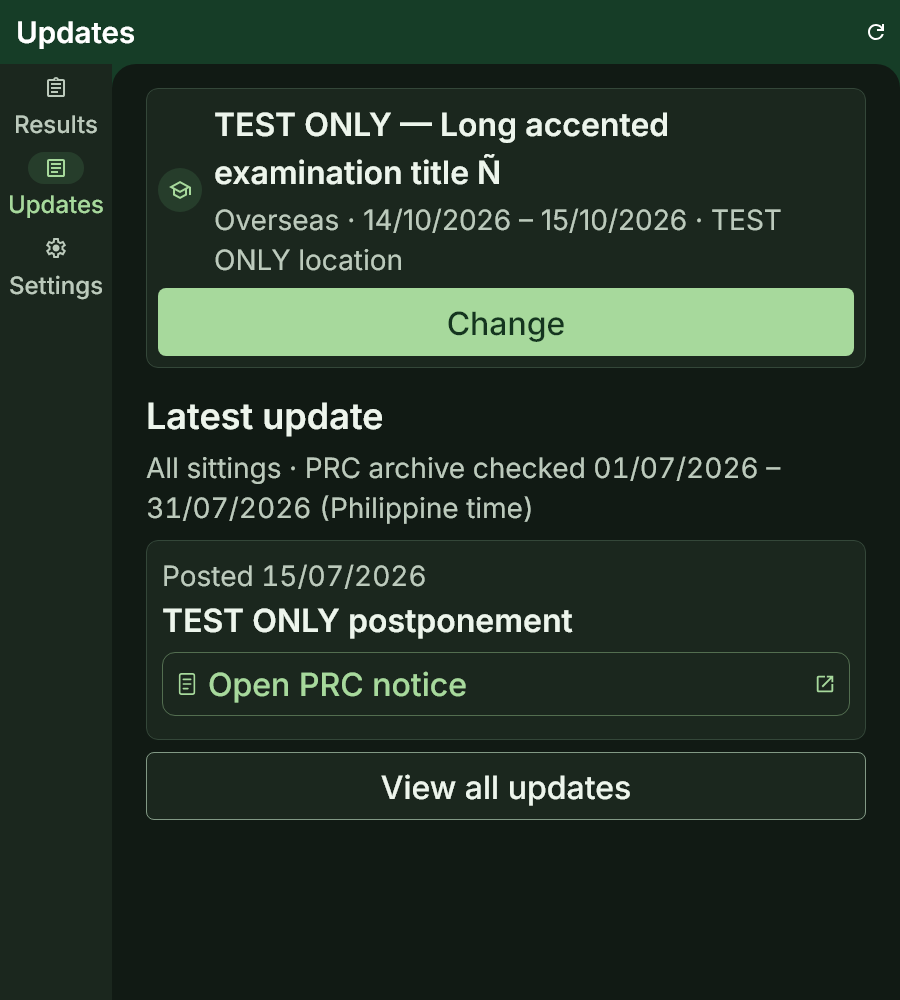 Updates
Results
Updates
Settings
TEST ONLY — Long accented
examination title Ñ
Overseas · 14/10/2026 – 15/10/2026 · TEST
ONLY location
Change
Latest update
All sittings · PRC archive checked 01/07/2026 –
31/07/2026 (Philippine time)
Posted 15/07/2026
TEST ONLY postponement
Open PRC notice
View all updates